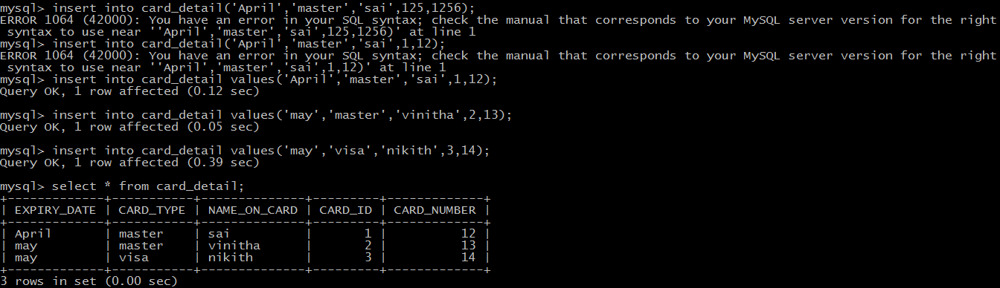 mysql> insert into card_detail('April','master','sai',125,1256);
ERROR 1064 (42000): You have an error in your SQL syntax; check the manual that corresponds to your MySQL server version for the right
 syntax to use near ''April','master','sai',125,1256)' at line 1
mysql> insert into card_detail('April','master','sai',1,12);
ERROR 1064 (42000): You have an error in your SQL syntax; check the manual that corresponds to your MySQL server version for the right
 syntax to use near ''April','master','sai',1,12)' at line 1
mysql> insert into card_detail values('April','master','sai',1,12);
Query OK, 1 row affected (0.12 sec)

mysql> insert into card_detail values('may','master','vinitha',2,13);
Query OK, 1 row affected (0.05 sec)

mysql> insert into card_detail values('may','visa','nikith',3,14);
Query OK, 1 row affected (0.39 sec)

mysql> select * from card_detail;
+-------------+-----------+--------------+---------+-------------+
| EXPIRY_DATE | CARD_TYPE | NAME_ON_CARD | CARD_ID | CARD_NUMBER |
+-------------+-----------+--------------+---------+-------------+
| April       | master    | sai          |       1 |          12 |
| may         | master    | vinitha      |       2 |          13 |
| may         | visa      | nikith       |       3 |          14 |
+-------------+-----------+--------------+---------+-------------+
3 rows in set (0.00 sec)